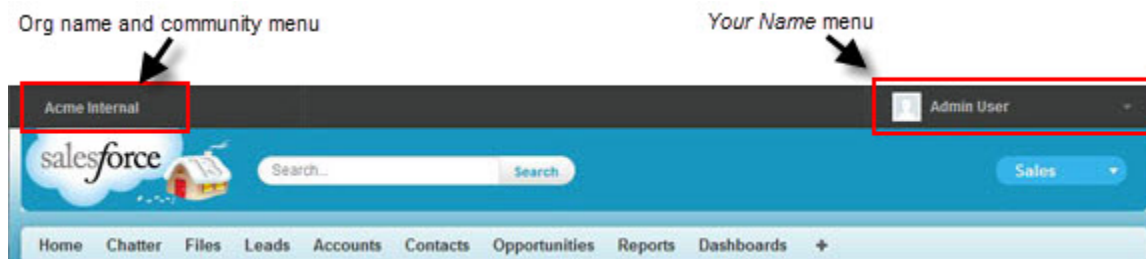 Org name and community menu
Your Name menu
Acme Internal
Admin User
salesforce
Search...
Search
Sales
Home Chatter Files Leads Accounts Contacts Opportunities Reports Dashboards +